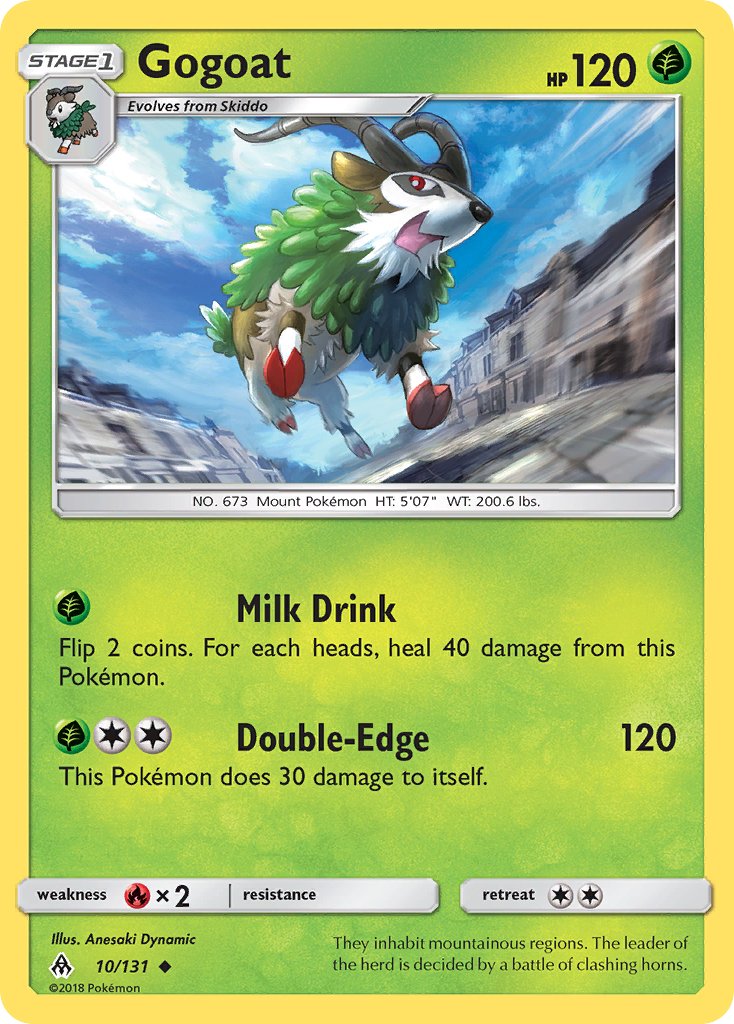 STAGE1
Gogoat
HP 120
Evolves from Skiddo
NO. 673 Mount Pokémon HT: 5'07" WT: 200.6 lbs.
Milk Drink
Flip 2 coins. For each heads, heal 40 damage from this
Pokémon.
Double-Edge 120
This Pokémon does 30 damage to itself.
weakness × 2 resistance retreat
Illus. Anesaki Dynamic
10/131
©2018 Pokémon
They inhabit mountainous regions. The leader of
the herd is decided by a battle of clashing horns.